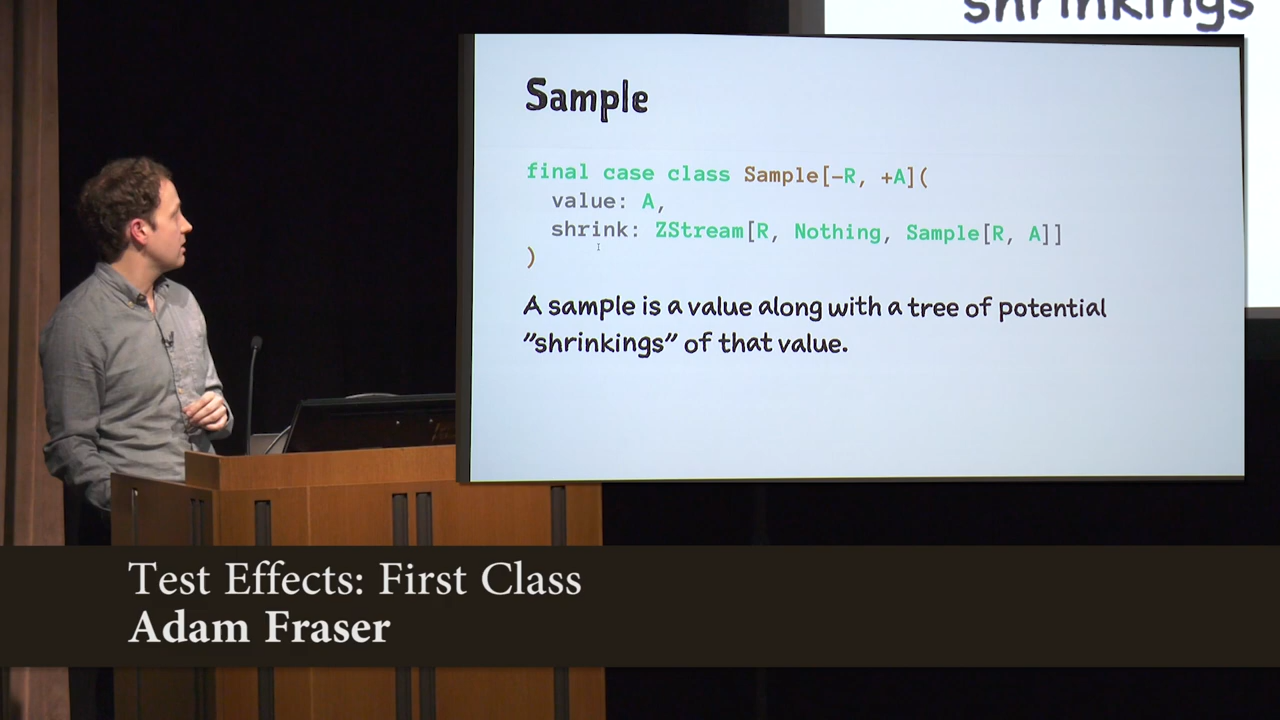 shrinkings
Sample
final case class Sample[-R, +A](
value: A,
shrink: ZStream[R, Nothing, Sample[R, A]]
)
A sample is a value along with a tree of potential
"shrinkings" of that value.
Test Effects: First Class
Adam Fraser